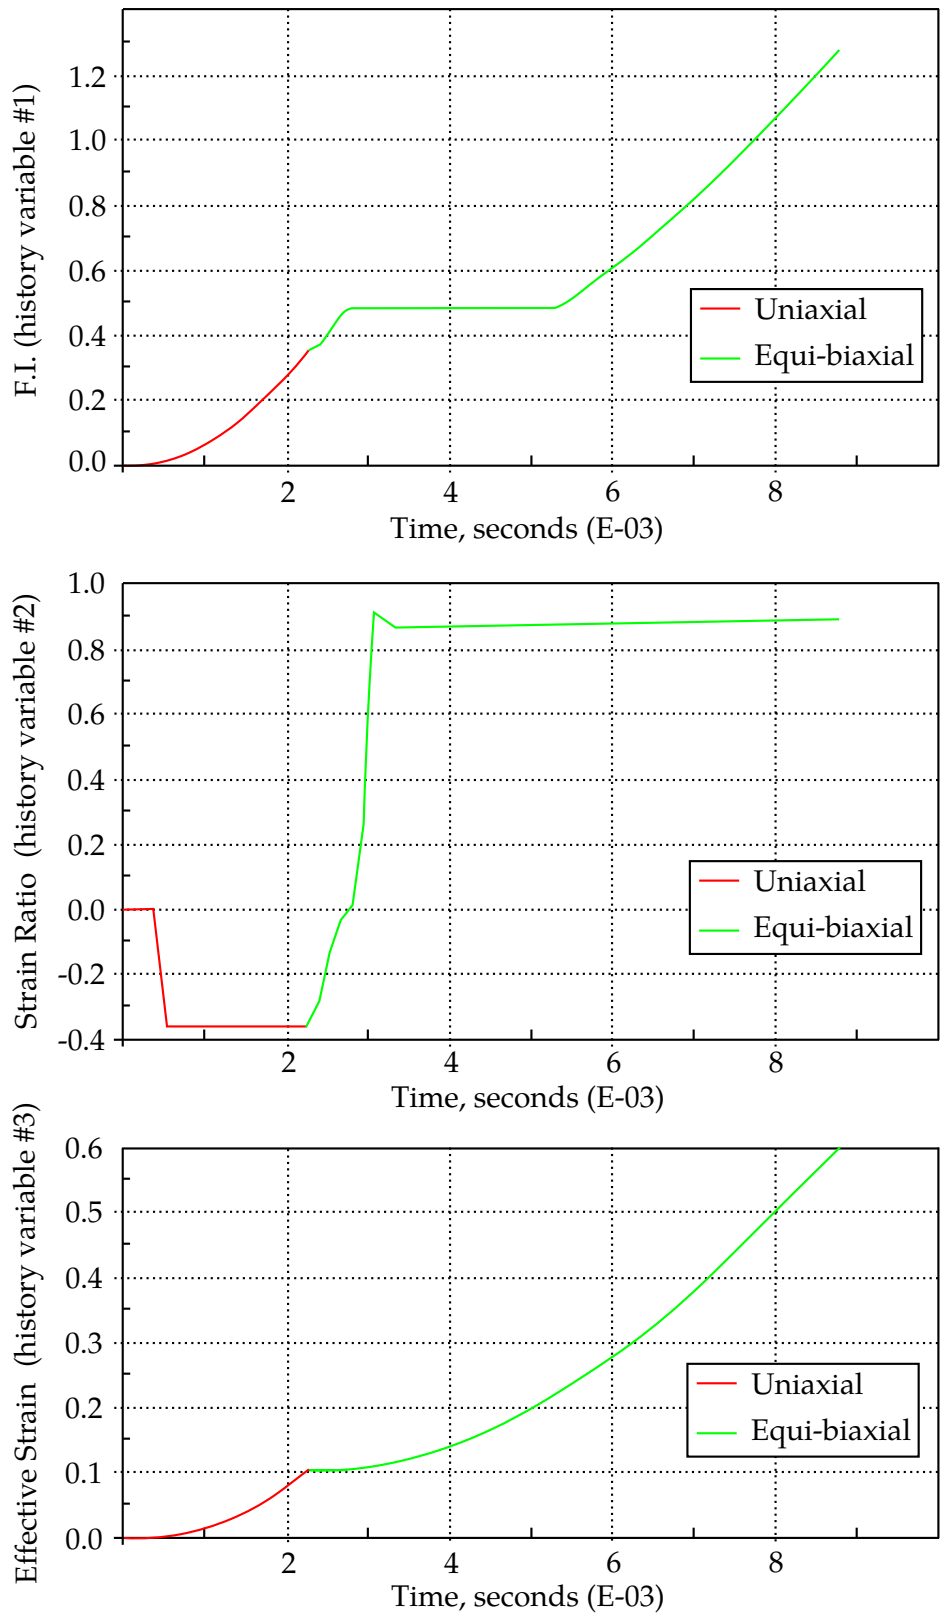 F.I. (history variable #1)
1.2
1.0
0.8
0.6
0.4
0.2
0.0
Uniaxial
Equi-biaxial
2 4 6 8
Time, seconds (E-03)
Strain Ratio (history variable #2)
1.0
0.8
0.6
0.4
0.2
0.0
-0.2
-0.4
Uniaxial
Equi-biaxial
2 4 6 8
Time, seconds (E-03)
Effective Strain (history variable #3)
0.6
0.5
0.4
0.3
0.2
0.1
0.0
Uniaxial
Equi-biaxial
2 4 6 8
Time, seconds (E-03)